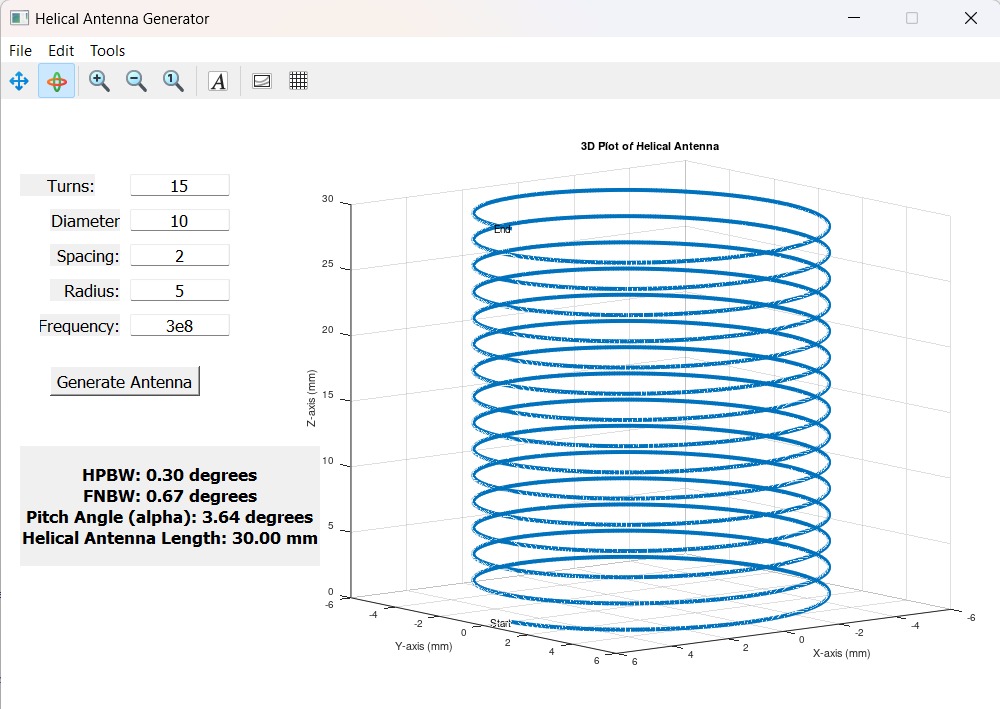 Helical Antenna Generator
File Edit Tools
A
Turns: 15
Diameter 10
Spacing: 2
Radius: 5
Frequency: 3e8
Generate Antenna
HPBW: 0.30 degrees
FNBW: 0.67 degrees
Pitch Angle (alpha): 3.64 degrees
Helical Antenna Length: 30.00 mm
3D Plot of Helical Antenna
30
25
20
15
10
5
0
Z-axis (mm)
End
Start
-6
-4
-2
0
2
4
6
Y-axis (mm)
6
4
2
0
-2
-4
-6
X-axis (mm)